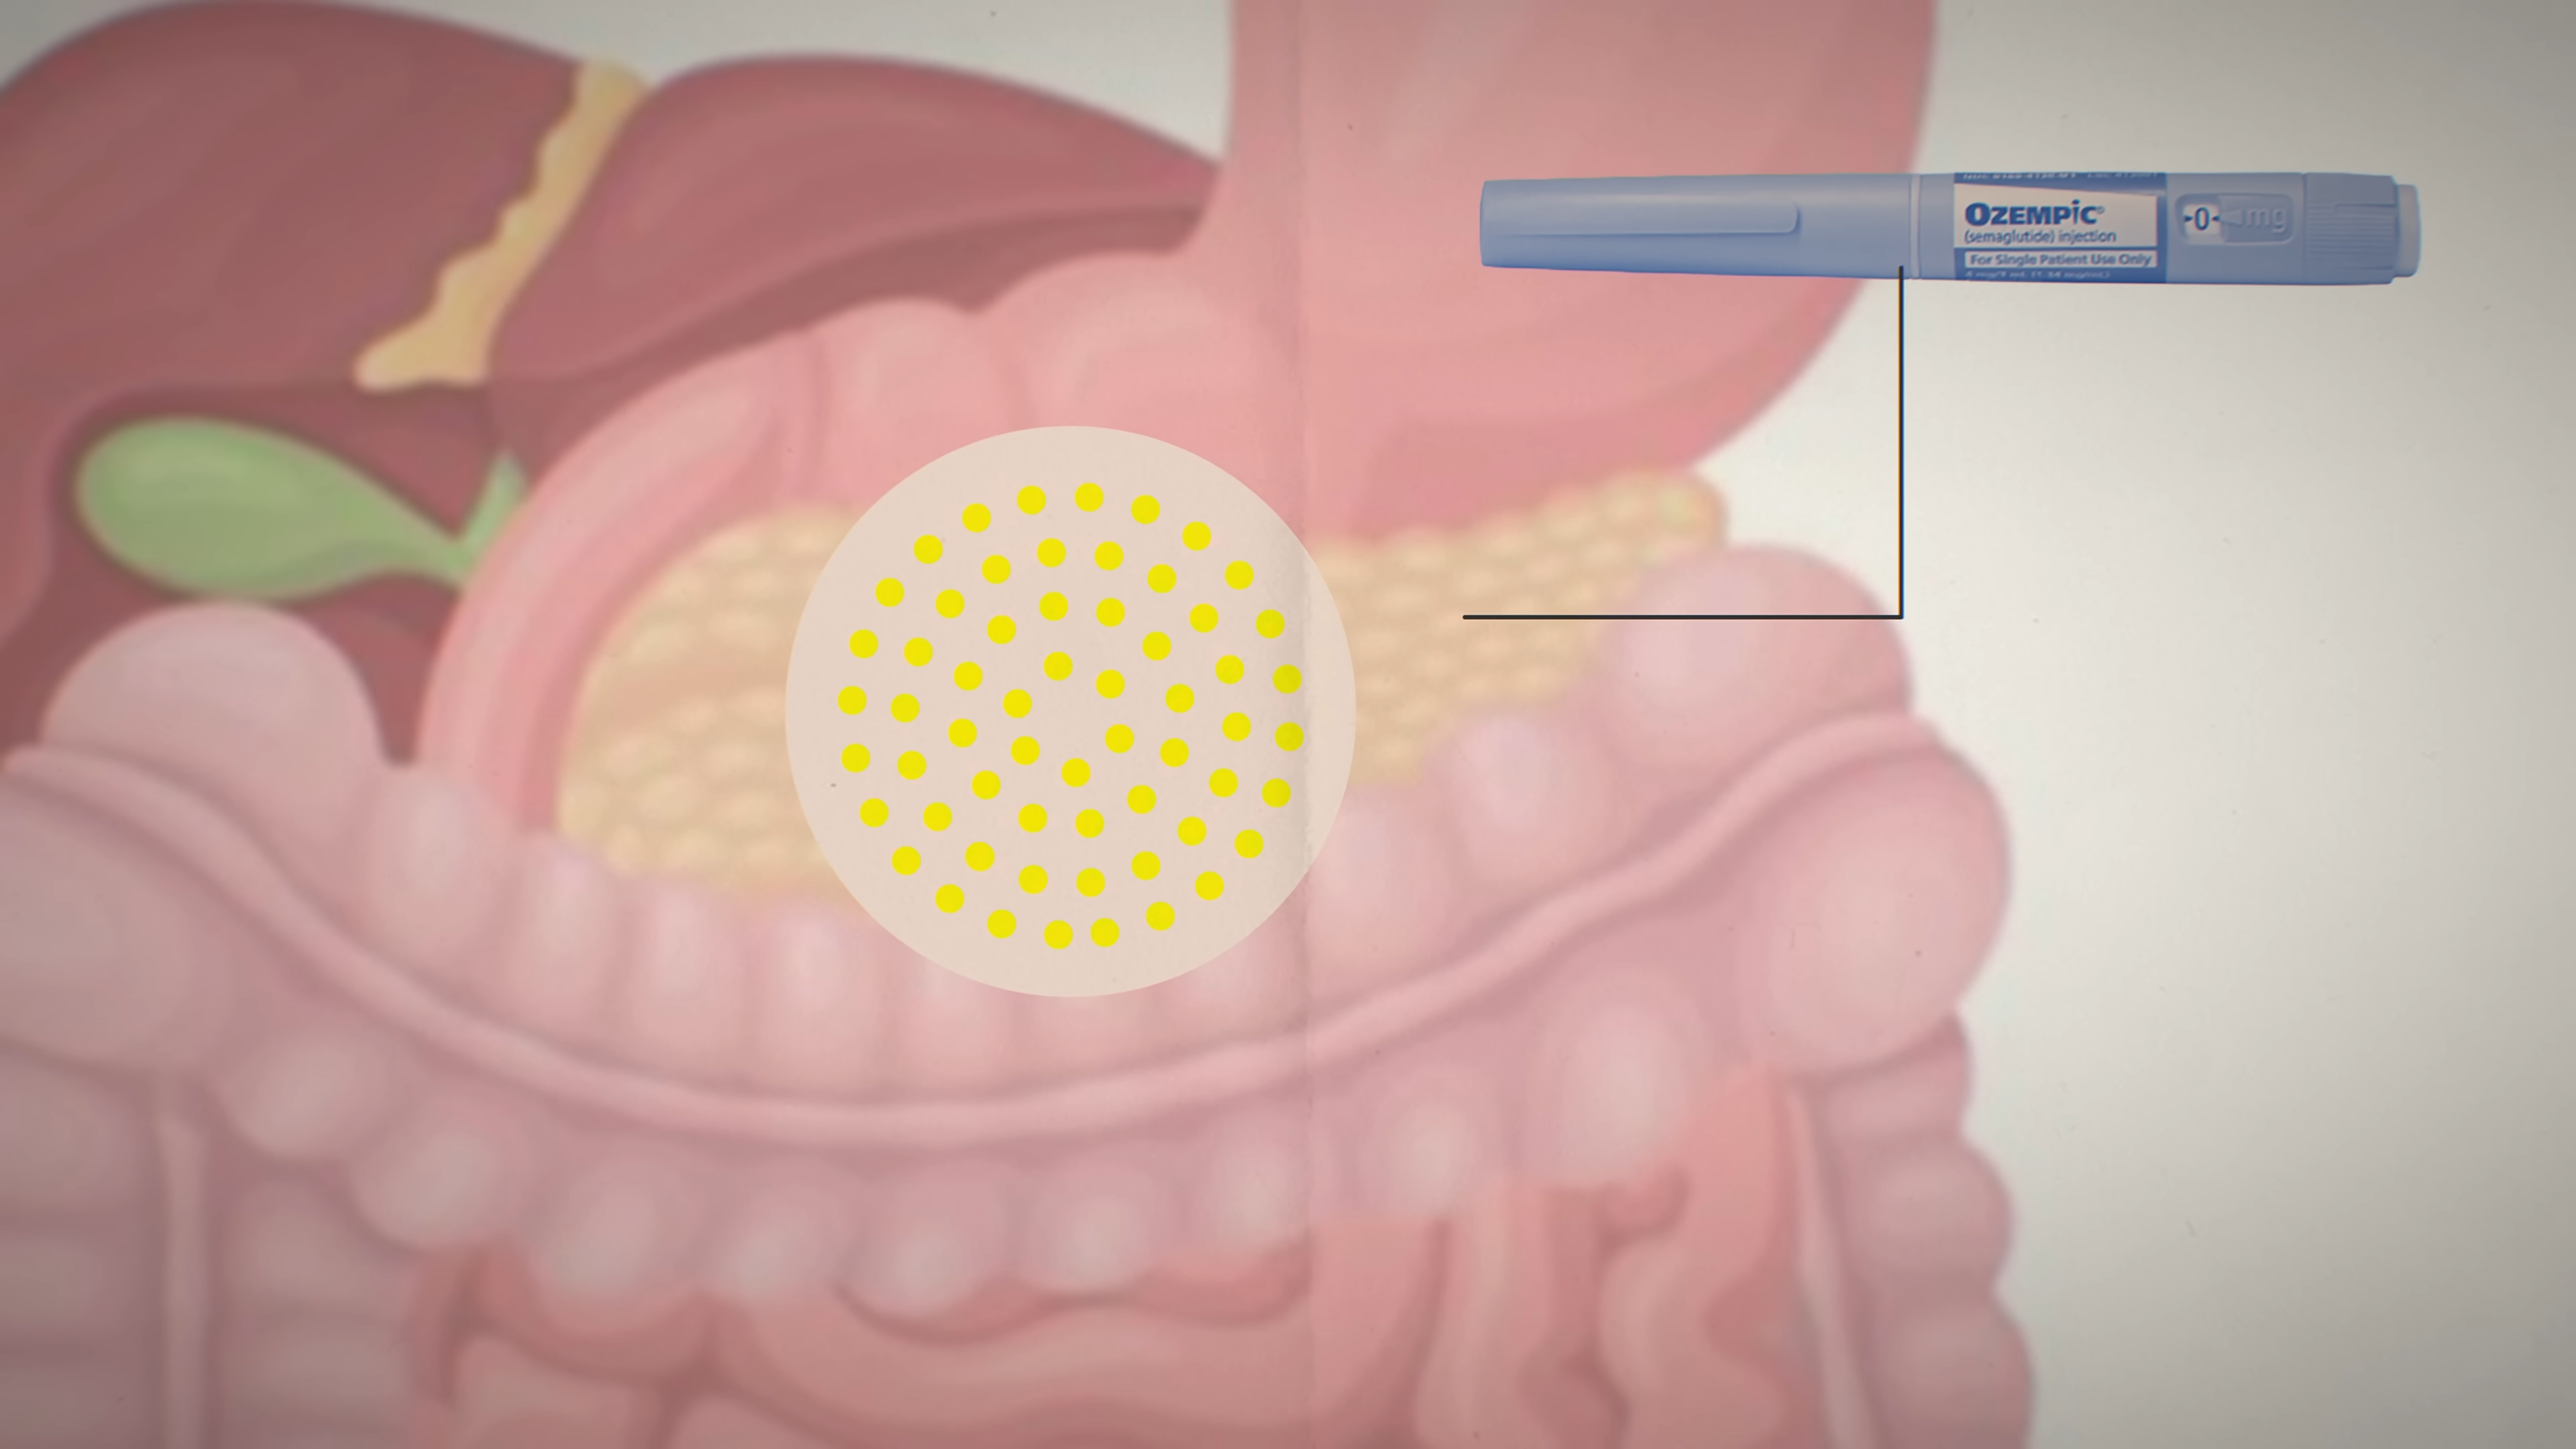 OZEMPIC®
(semaglutide) injection
For Single Patient Use Only
▸0◂ mg